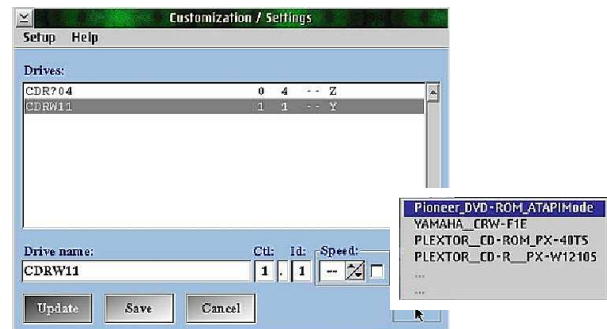 Customization / Settings
Setup Help
Drives:
CDR?04 0 4 -- Z
CDRW11 1 1 -- Y
Pioneer_DVD-ROM_ATAPIMode
YAMAHA__CRW-F1E
PLEXTOR__CD-ROM_PX-40TS
PLEXTOR__CD-R__PX-W1210S
...
...
Drive name: Ctl: Id: Speed:
CDRW11 1 . 1 --
Update Save Cancel